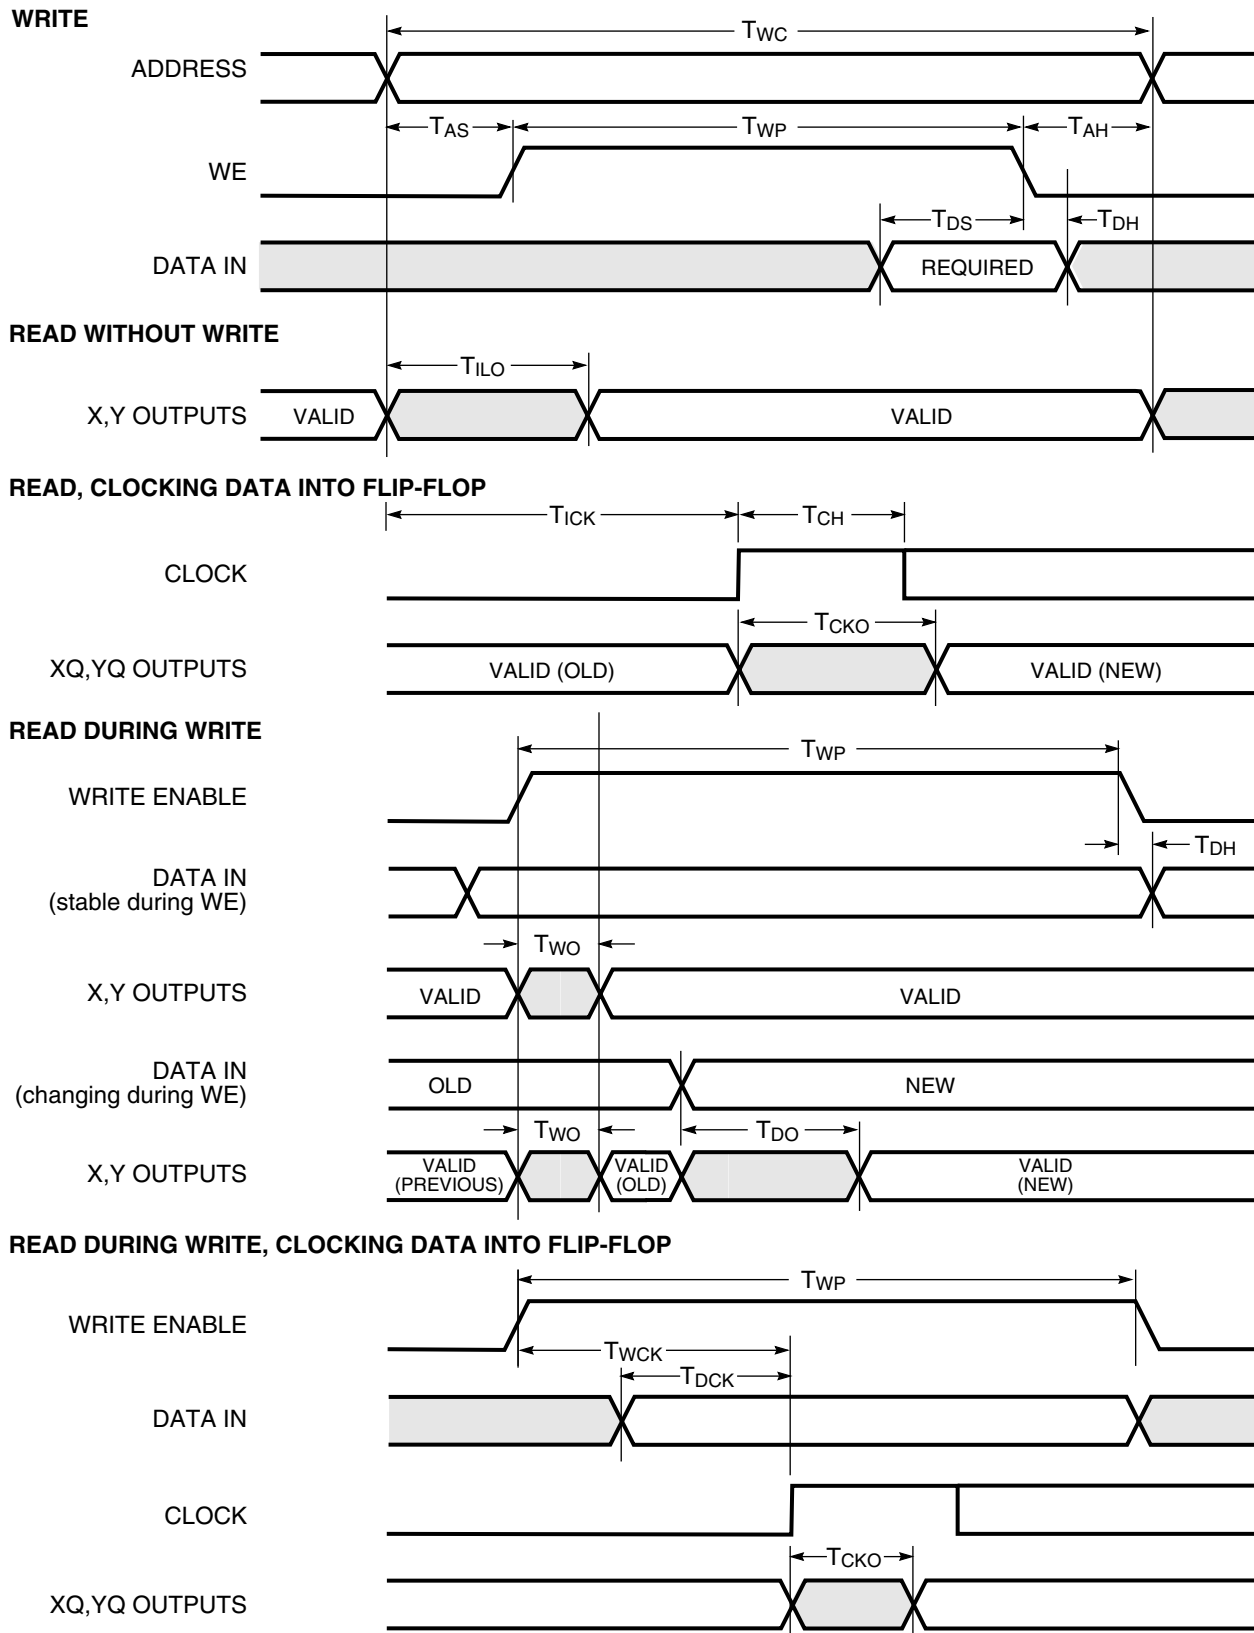 WRITE
TWC
ADDRESS
TAS TWP TAH
WE
TDS TDH
DATA IN REQUIRED
READ WITHOUT WRITE
TILO
X,Y OUTPUTS VALID VALID
READ, CLOCKING DATA INTO FLIP-FLOP
TICK TCH
CLOCK
TCKO
XQ,YQ OUTPUTS VALID (OLD) VALID (NEW)
READ DURING WRITE
TWP
WRITE ENABLE
TDH
DATA IN
(stable during WE)
TWO
X,Y OUTPUTS VALID VALID
DATA IN
(changing during WE)
OLD NEW
TWO TDO
X,Y OUTPUTS
VALID
(PREVIOUS)
VALID
(OLD)
VALID
(NEW)
READ DURING WRITE, CLOCKING DATA INTO FLIP-FLOP
TWP
WRITE ENABLE
TWCK
TDCK
DATA IN
CLOCK
TCKO
XQ,YQ OUTPUTS